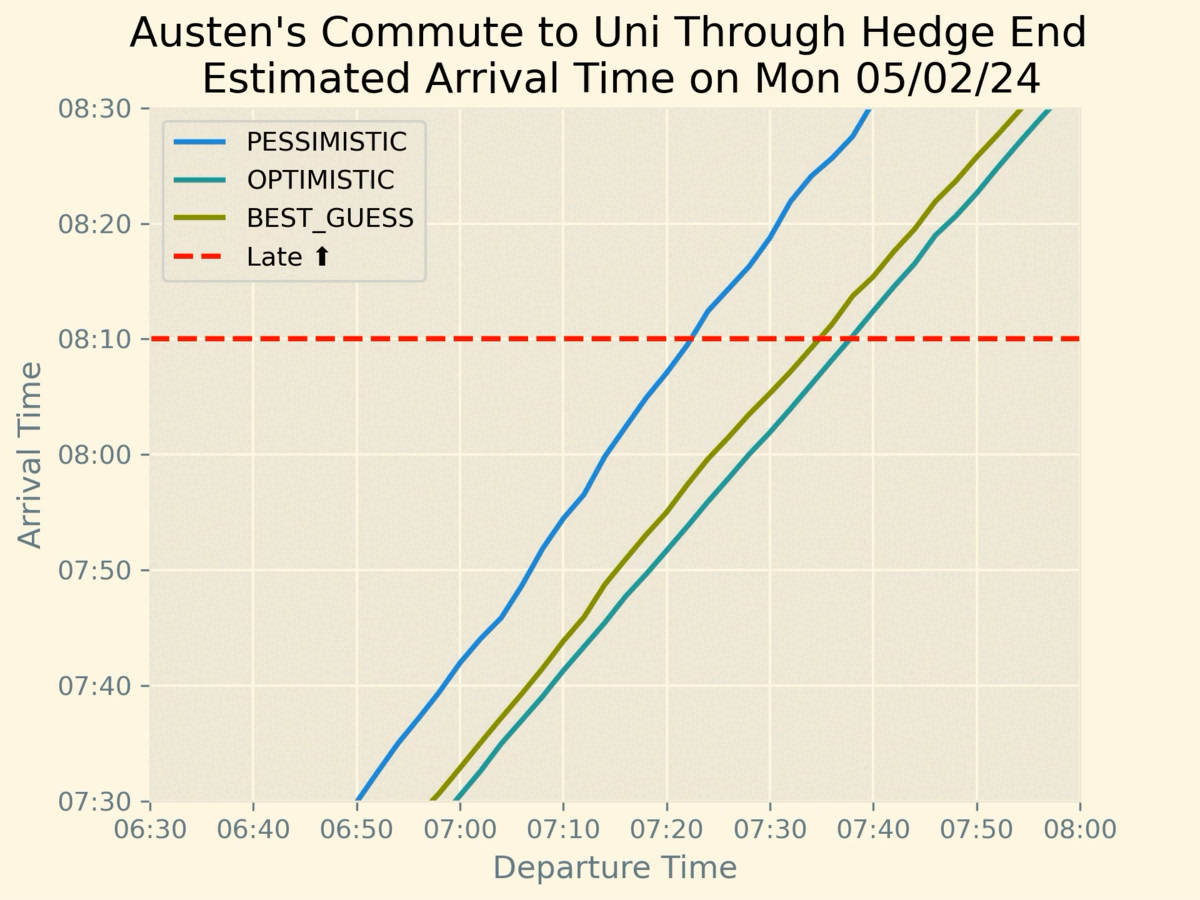 Austen's Commute to Uni Through Hedge End
Estimated Arrival Time on Mon 05/02/24
PESSIMISTIC
OPTIMISTIC
BEST_GUESS
Late ⬆
Arrival Time
08:30
08:20
08:10
08:00
07:50
07:40
07:30
06:30 06:40 06:50 07:00 07:10 07:20 07:30 07:40 07:50 08:00
Departure Time